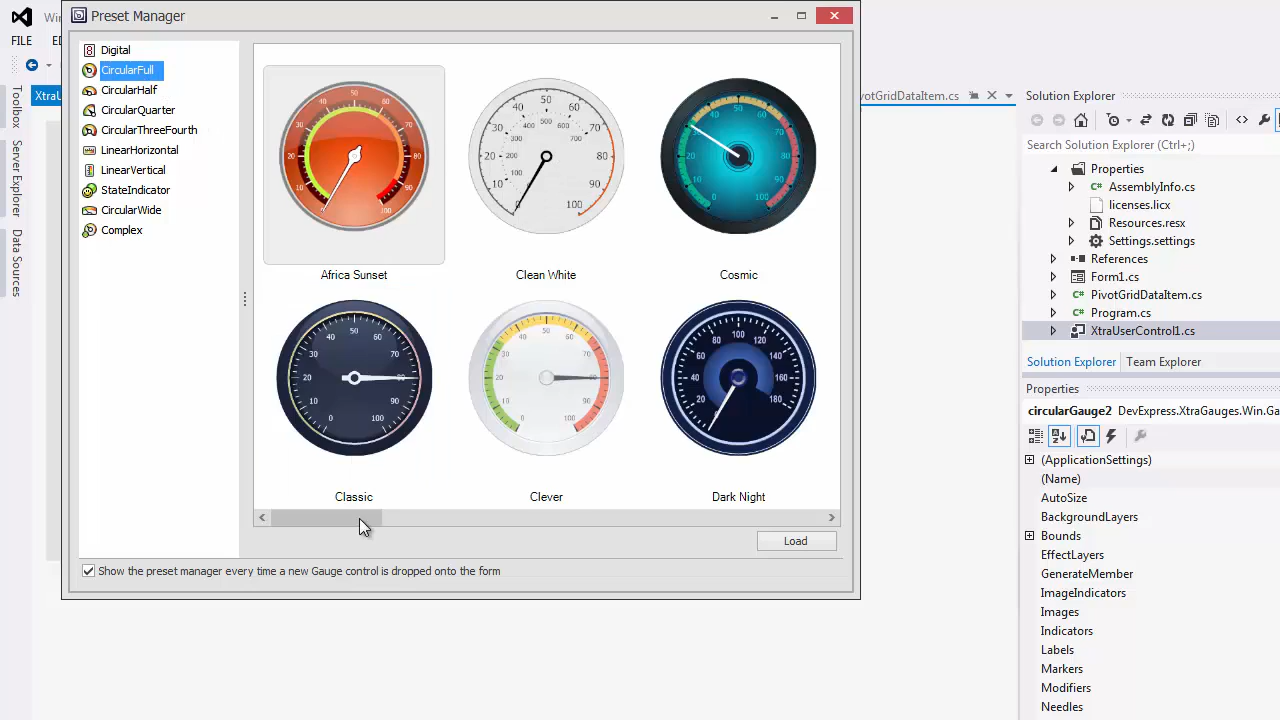 Preset Manager
Win
FILE
ED
Digital
CircularFull
CircularHalf
CircularQuarter
CircularThreeFourth
LinearHorizontal
LinearVertical
StateIndicator
CircularWide
Complex
Africa Sunset
Clean White
Cosmic
Classic
Clever
Dark Night
Load
Show the preset manager every time a new Gauge control is dropped onto the form
XtraU
Toolbox
Server Explorer
Data Sources
ivotGridDataItem.cs
Solution Explorer
Search Solution Explorer (Ctrl+;)
Properties
AssemblyInfo.cs
licenses.licx
Resources.resx
Settings.settings
References
Form1.cs
PivotGridDataItem.cs
Program.cs
XtraUserControl1.cs
Solution Explorer
Team Explorer
Properties
circularGauge2 DevExpress.XtraGauges.Win.Ga
(ApplicationSettings)
(Name)
AutoSize
BackgroundLayers
Bounds
EffectLayers
GenerateMember
ImageIndicators
Images
Indicators
Labels
Markers
Modifiers
Needles